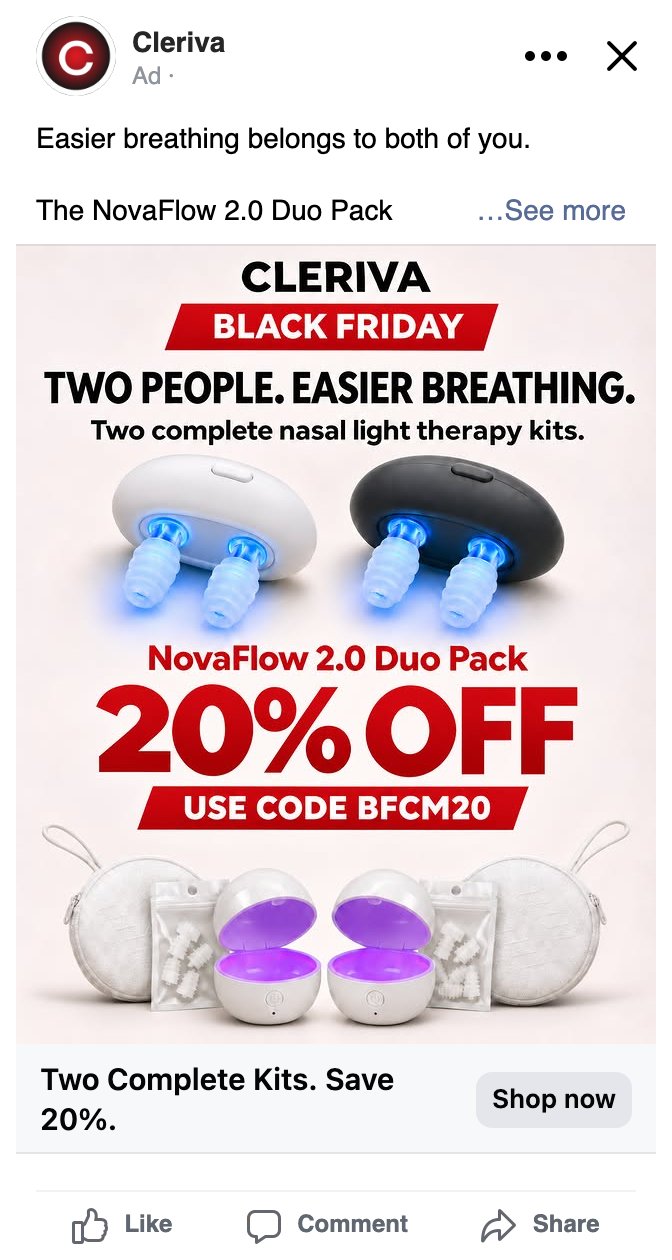 C
Cleriva
Ad ·
Easier breathing belongs to both of you.
The NovaFlow 2.0 Duo Pack ...See more
CLERIVA
BLACK FRIDAY
TWO PEOPLE. EASIER BREATHING.
Two complete nasal light therapy kits.
NovaFlow 2.0 Duo Pack
20% OFF
USE CODE BFCM20
Two Complete Kits. Save
20%.
Shop now
Like Comment Share